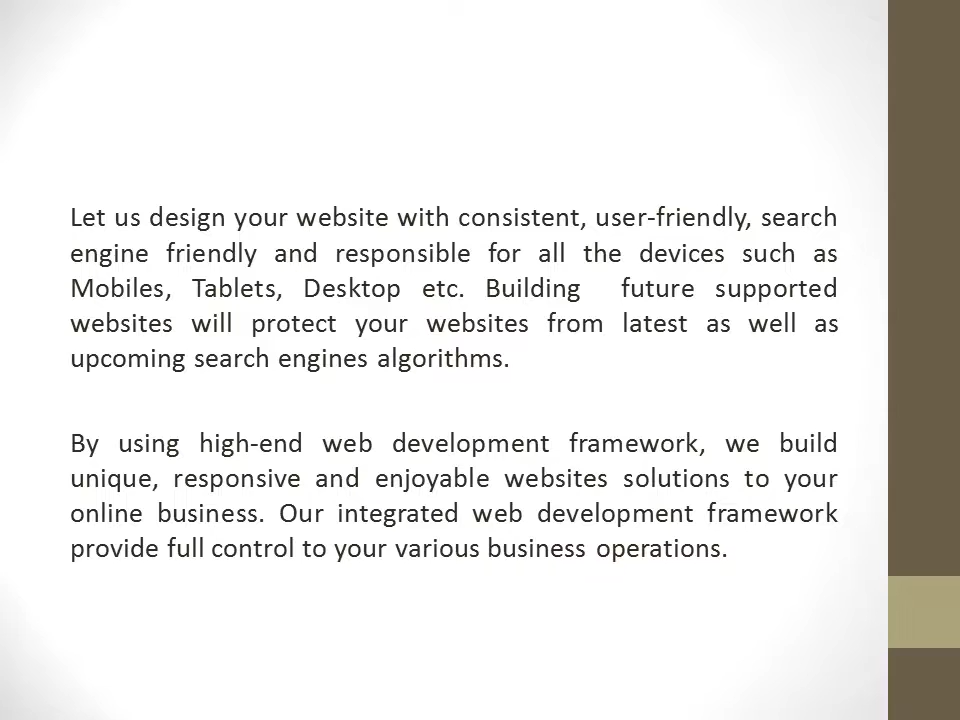 Let us design your website with consistent, user-friendly, search
engine friendly and responsible for all the devices such as
Mobiles, Tablets, Desktop etc. Building future supported
websites will protect your websites from latest as well as
upcoming search engines algorithms.
By using high-end web development framework, we build
unique, responsive and enjoyable websites solutions to your
online business. Our integrated web development framework
provide full control to your various business operations.